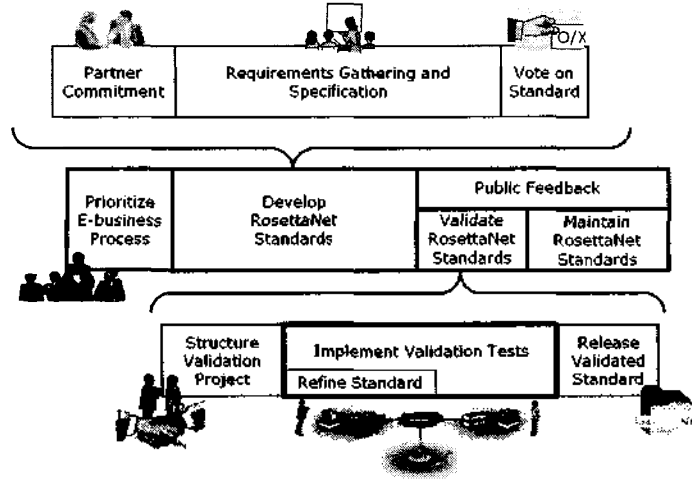 Partner
Commitment
Requirements Gathering and
Specification
O/X
Vote on
Standard
Prioritize
E-business
Process
Develop
RosettaNet
Standards
Public Feedback
Validate
RosettaNet
Standards
Maintain
RosettaNet
Standards
Structure
Validation
Project
Implement Validation Tests
Refine Standard
Release
Validated
Standard